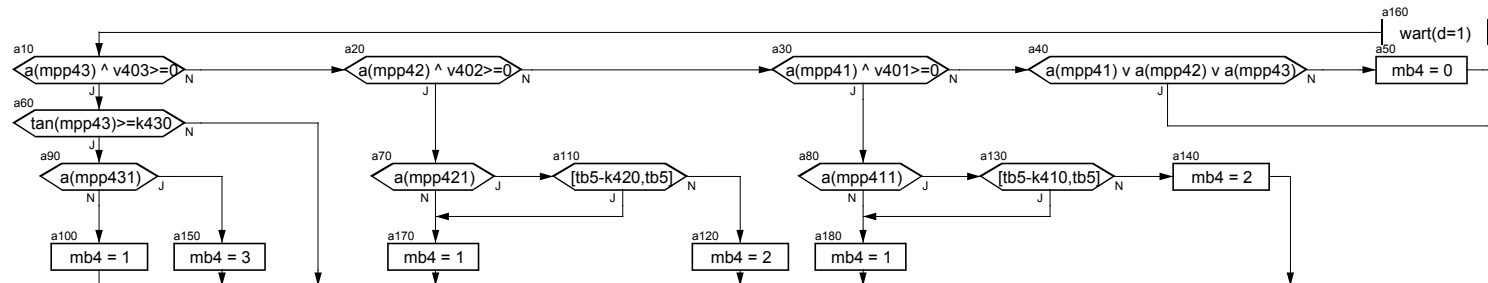 a160
wart(d=1)
a10
a(mpp43) ^ v403>=0
N
J
a20
a(mpp42) ^ v402>=0
N
J
a30
a(mpp41) ^ v401>=0
N
J
a40
a(mpp41) v a(mpp42) v a(mpp43)
N
J
a50
mb4 = 0
a60
tan(mpp43)>=k430
N
J
a90
a(mpp431)
J
N
a70
a(mpp421)
J
N
a110
[tb5-k420,tb5]
N
J
a80
a(mpp411)
J
N
a130
[tb5-k410,tb5]
N
J
a140
mb4 = 2
a100
mb4 = 1
a150
mb4 = 3
a170
mb4 = 1
a120
mb4 = 2
a180
mb4 = 1